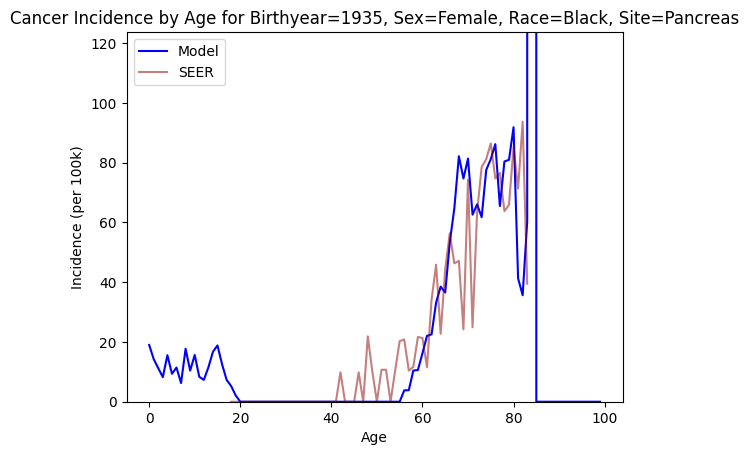 Cancer Incidence by Age for Birthyear=1935, Sex=Female, Race=Black, Site=Pancreas
Model
SEER
Incidence (per 100k)
120
100
80
60
40
20
0
0 20 40 60 80 100
Age